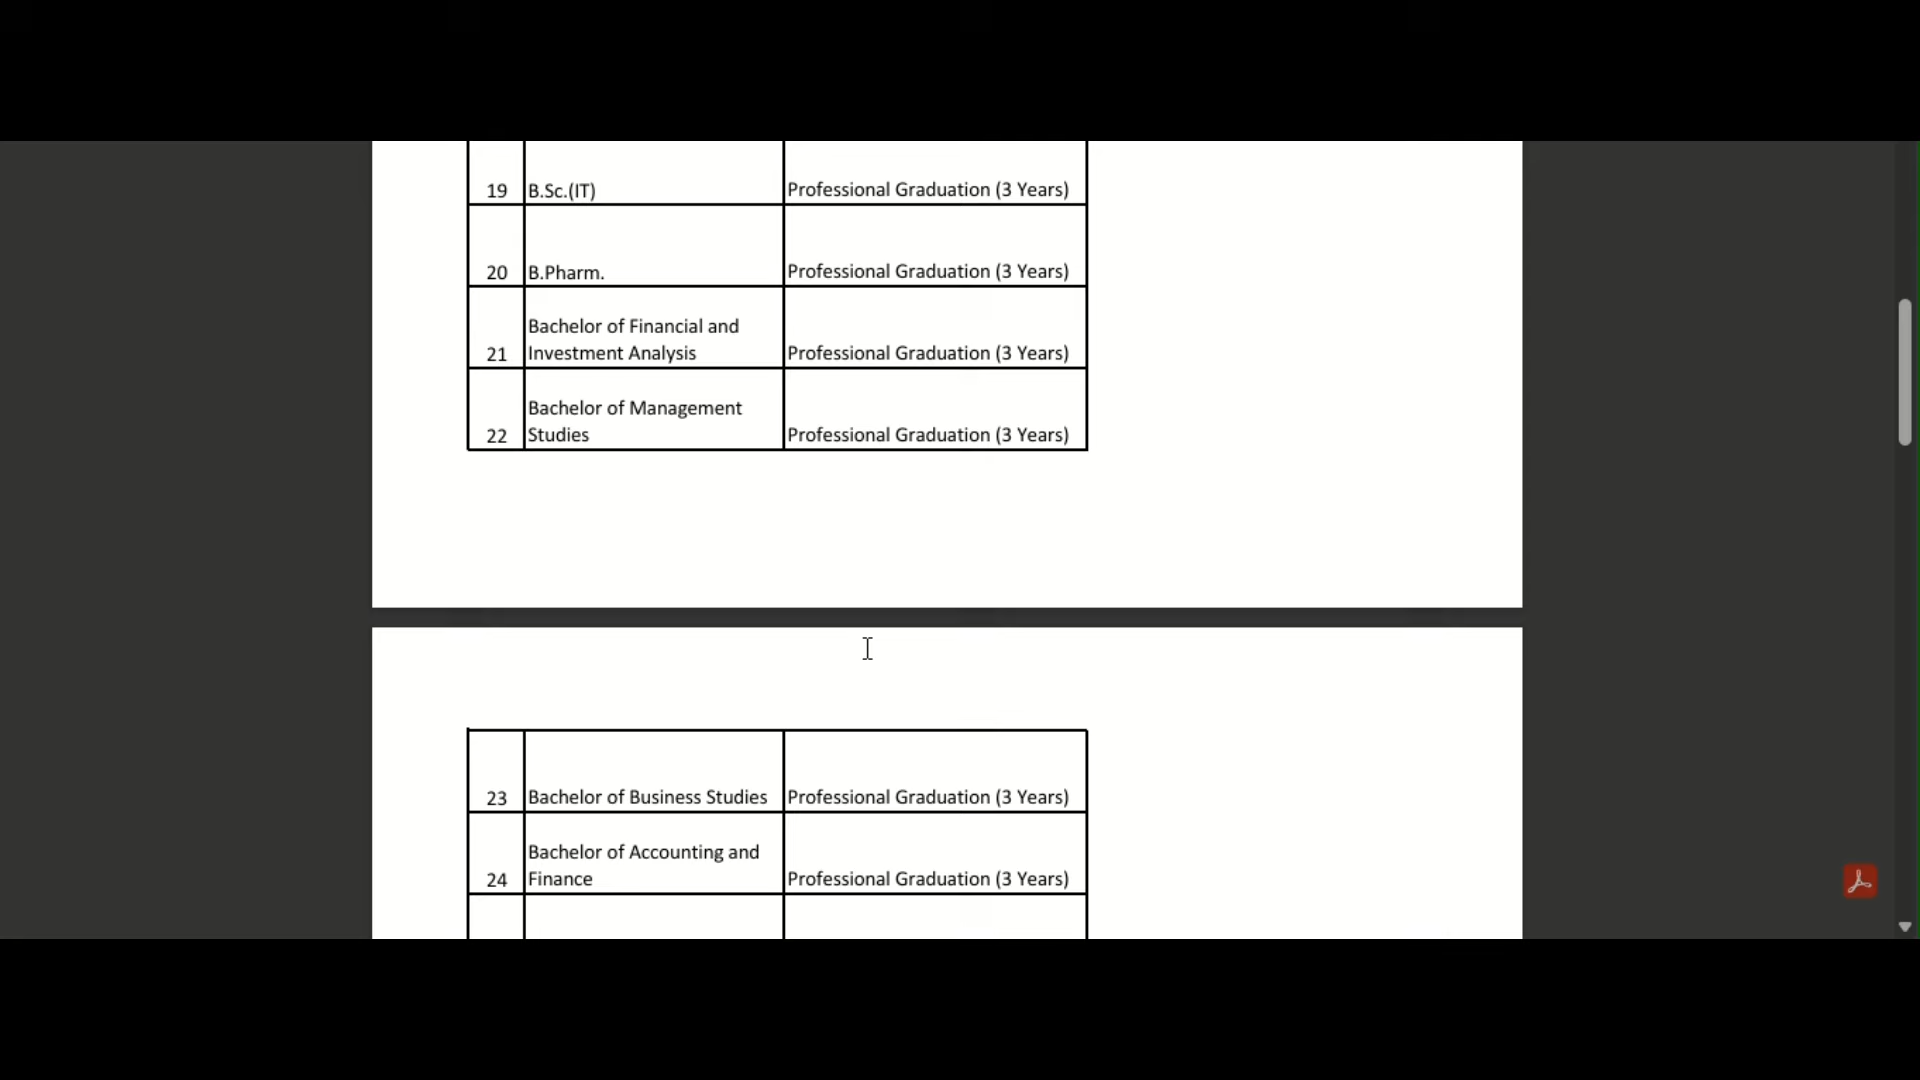 19 B.Sc.(IT) Professional Graduation (3 Years)
20 B.Pharm. Professional Graduation (3 Years)
Bachelor of Financial and
21 Investment Analysis Professional Graduation (3 Years)
Bachelor of Management
22 Studies Professional Graduation (3 Years)
23 Bachelor of Business Studies Professional Graduation (3 Years)
Bachelor of Accounting and
24 Finance Professional Graduation (3 Years)